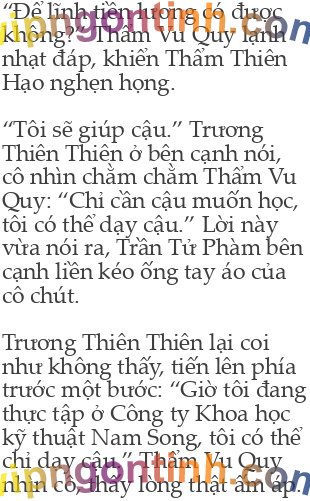 “Để lĩnh tiền lương có được
không?” Thẩm Vu Quy lạnh
nhạt đáp, khiến Thẩm Thiên
Hạo nghẹn họng.
“Tôi sẽ giúp cậu.” Trương
Thiên Thiên ở bên cạnh nói,
cô nhìn chằm chằm Thẩm Vu
Quy: “Chỉ cần cậu muốn học,
tôi có thể dạy cậu.” Lời này
vừa nói ra, Trần Tử Phàm bên
cạnh liền kéo ống tay áo của
cô chút.
Trương Thiên Thiên lại coi
như không thấy, tiến lên phía
trước một bước: “Giờ tôi đang
thực tập ở Công ty Khoa học
kỹ thuật Nam Song, tôi có thể
chỉ dạy cậu.” Thẩm Vu Quy
nhìn cô, thấy lòng thật ấm áp
vipngontinh.com
vipngontinh.com